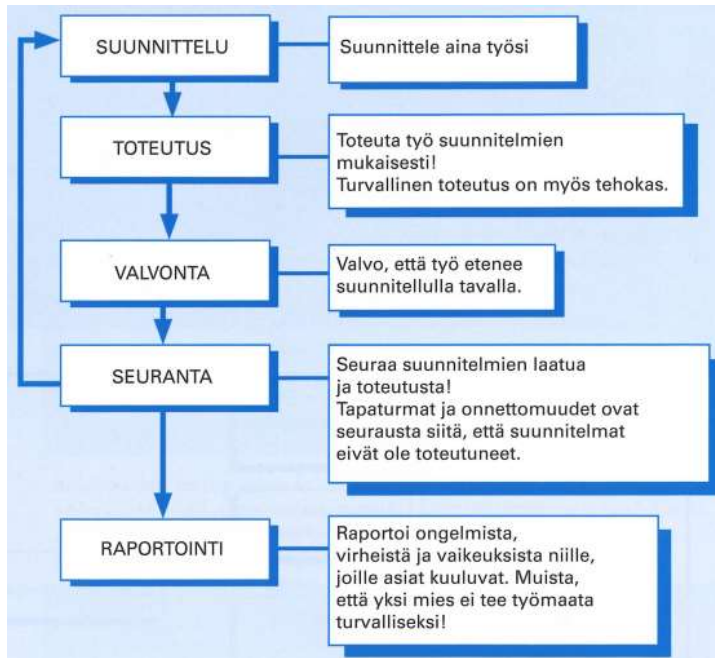 SUUNNITTELU
Suunnittele aina työsi
TOTEUTUS
Toteuta työ suunnitelmien
mukaisesti!
Turvallinen toteutus on myös tehokas.
VALVONTA
Valvo, että työ etenee
suunnitellulla tavalla.
SEURANTA
Seuraa suunnitelmien laatua
ja toteutusta!
Tapaturmat ja onnettomuudet ovat
seurausta siitä, että suunnitelmat
eivät ole toteutuneet.
RAPORTOINTI
Raportoi ongelmista,
virheistä ja vaikeuksista niille,
joille asiat kuuluvat. Muista,
että yksi mies ei tee työmaata
turvalliseksi!